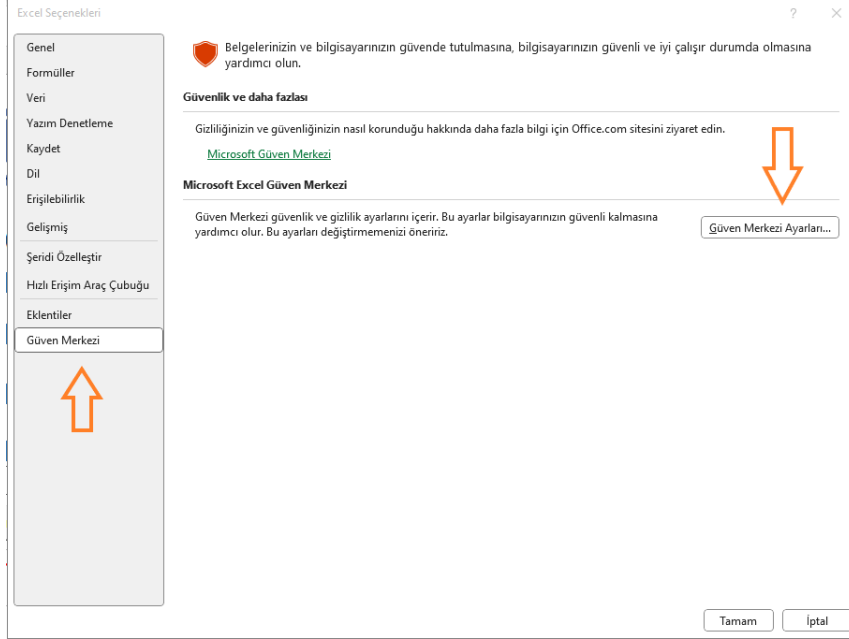 Excel Seçenekleri
Genel
Formüller
Veri
Yazım Denetleme
Kaydet
Dil
Erişilebilirlik
Gelişmiş
Şeridi Özelleştir
Hızlı Erişim Araç Çubuğu
Eklentiler
Güven Merkezi
Belgelerinizin ve bilgisayarınızın güvende tutulmasına, bilgisayarınızın güvenli ve iyi çalışır durumda olmasına
yardımcı olun.
Güvenlik ve daha fazlası
Gizliliğinizin ve güvenliğinizin nasıl korunduğu hakkında daha fazla bilgi için Office.com sitesini ziyaret edin.
Microsoft Güven Merkezi
Microsoft Excel Güven Merkezi
Güven Merkezi güvenlik ve gizlilik ayarlarını içerir. Bu ayarlar bilgisayarınızın güvenli kalmasına
yardımcı olur. Bu ayarları değiştirmemenizi öneririz.
Güven Merkezi Ayarları...
Tamam
İptal